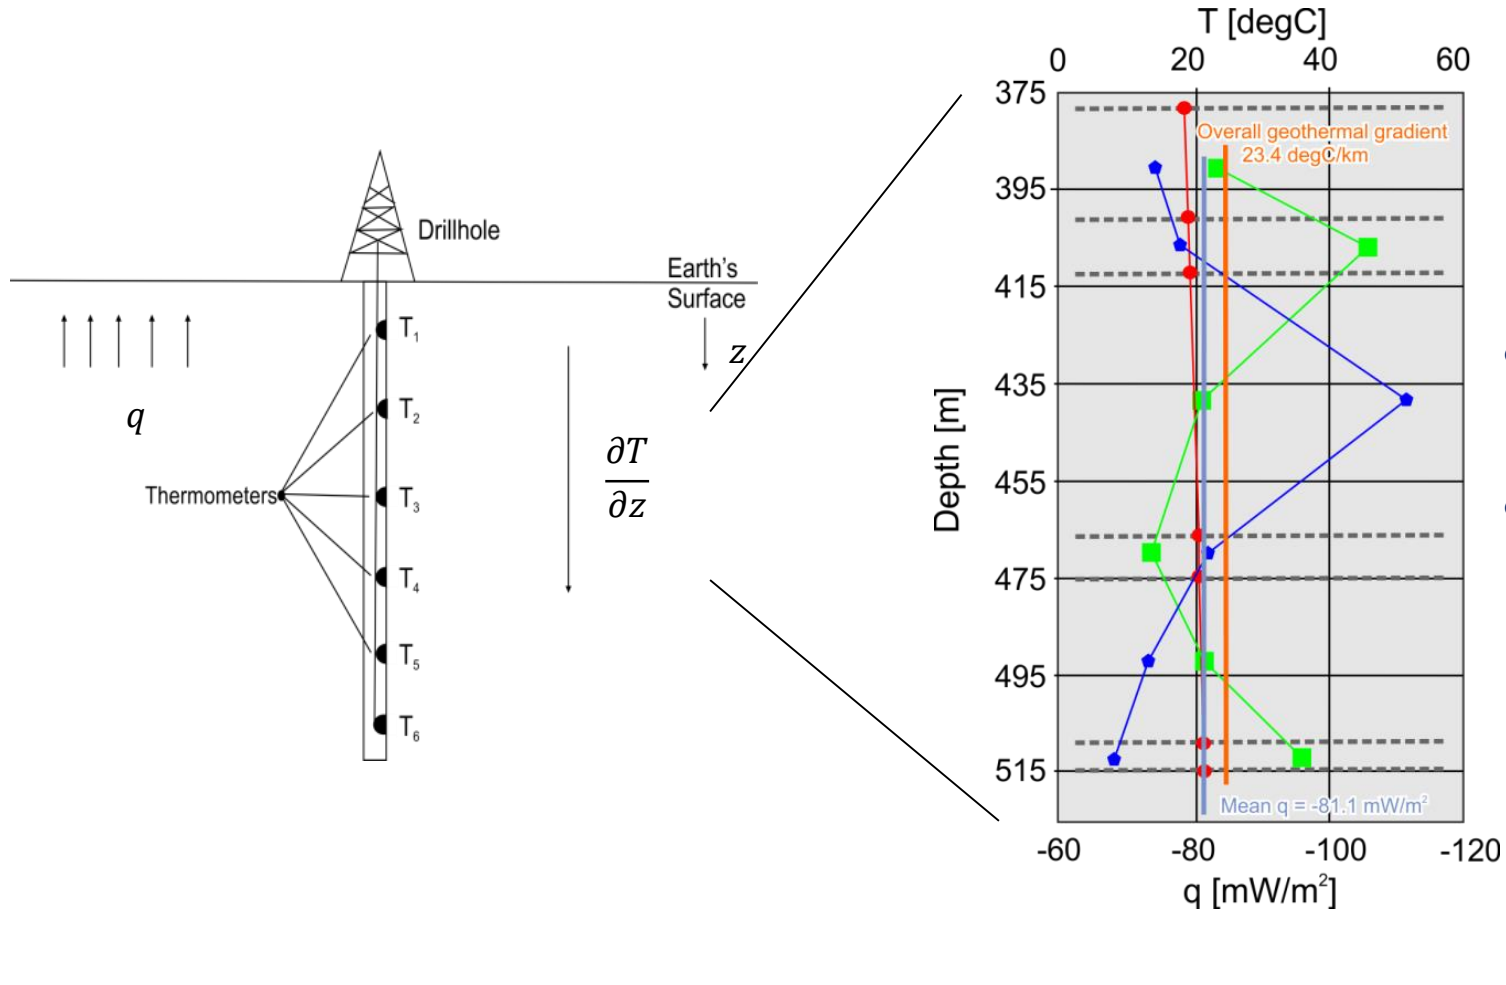 Drillhole
Earth's
Surface
T1
z
T2
q
∂T
∂z
Thermometers
T3
T4
T5
T6
T [degC]
0 20 40 60
375
Overall geothermal gradient
23.4 degC/km
395
415
435
Depth [m]
455
475
495
515
Mean q = -81.1 mW/m²
-60 -80 -100 -120
q [mW/m²]